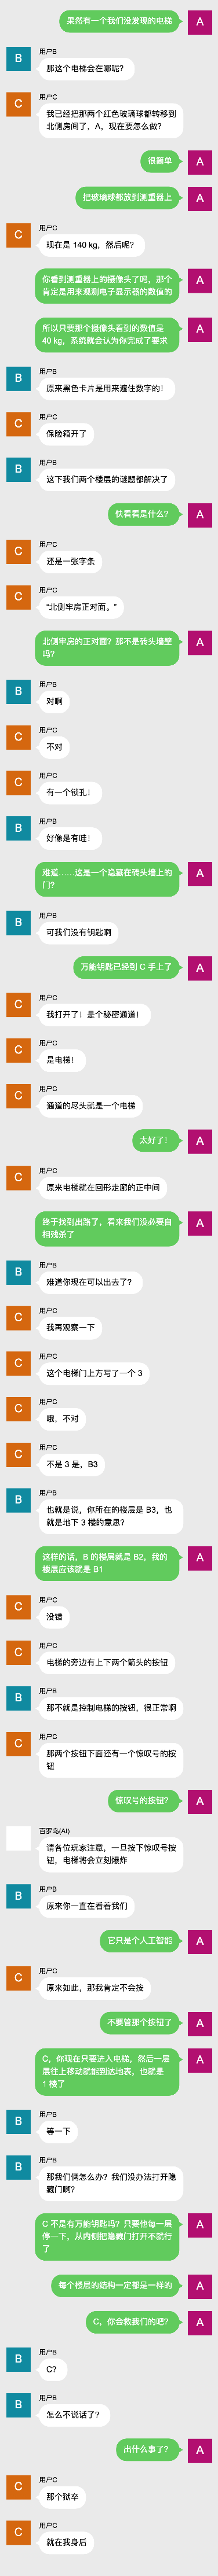 果然有一个我们没发现的电梯
A
B
用户B
那这个电梯会在哪呢？
C
用户C
我已经把那两个红色玻璃球都转移到
北侧房间了，A，现在要怎么做？
很简单
A
把玻璃球都放到测重器上
A
C
用户C
现在是 140 kg，然后呢？
你看到测重器上的摄像头了吗，那个
肯定是用来观测电子显示器的数值的
A
所以只要那个摄像头看到的数值是
40 kg，系统就会认为你完成了要求
A
B
用户B
原来黑色卡片是用来遮住数字的！
C
用户C
保险箱开了
B
用户B
这下我们两个楼层的谜题都解决了
快看看是什么？
A
C
用户C
还是一张字条
C
用户C
“北侧牢房正对面。”
北侧牢房的正对面？那不是砖头墙壁
吗？
A
B
用户B
对啊
C
用户C
不对
C
用户C
有一个锁孔！
B
用户B
好像是有哇！
难道……这是一个隐藏在砖头墙上的
门？
A
B
用户B
可我们没有钥匙啊
万能钥匙已经到 C 手上了
A
C
用户C
我打开了！是个秘密通道！
C
用户C
是电梯！
C
用户C
通道的尽头就是一个电梯
太好了！
A
C
用户C
原来电梯就在回形走廊的正中间
终于找到出路了，看来我们没必要自
相残杀了
A
B
用户B
难道你现在可以出去了？
C
用户C
我再观察一下
C
用户C
这个电梯门上方写了一个 3
C
用户C
哦，不对
C
用户C
不是 3 是，B3
B
用户B
也就是说，你所在的楼层是 B3，也
就是地下 3 楼的意思？
这样的话，B 的楼层就是 B2，我的
楼层应该就是 B1
A
C
用户C
没错
C
用户C
电梯的旁边有上下两个箭头的按钮
B
用户B
那不就是控制电梯的按钮，很正常啊
C
用户C
那两个按钮下面还有一个惊叹号的按
钮
惊叹号的按钮？
A
百罗鸟(AI)
请各位玩家注意，一旦按下惊叹号按
钮，电梯将会立刻爆炸
B
用户B
原来你一直在看着我们
它只是个人工智能
A
C
用户C
原来如此，那我肯定不会按
不要管那个按钮了
A
C，你现在只要进入电梯，然后一层
层往上移动就能到达地表，也就是
1 楼了
A
B
用户B
等一下
B
用户B
那我们俩怎么办？我们没办法打开隐
藏门啊？
C 不是有万能钥匙吗？只要他每一层
停一下，从内侧把隐藏门打开不就行
了
A
每个楼层的结构一定都是一样的
A
C，你会救我们的吧？
A
B
用户B
C？
B
用户B
怎么不说话了？
出什么事了？
A
C
用户C
那个狱卒
C
用户C
就在我身后